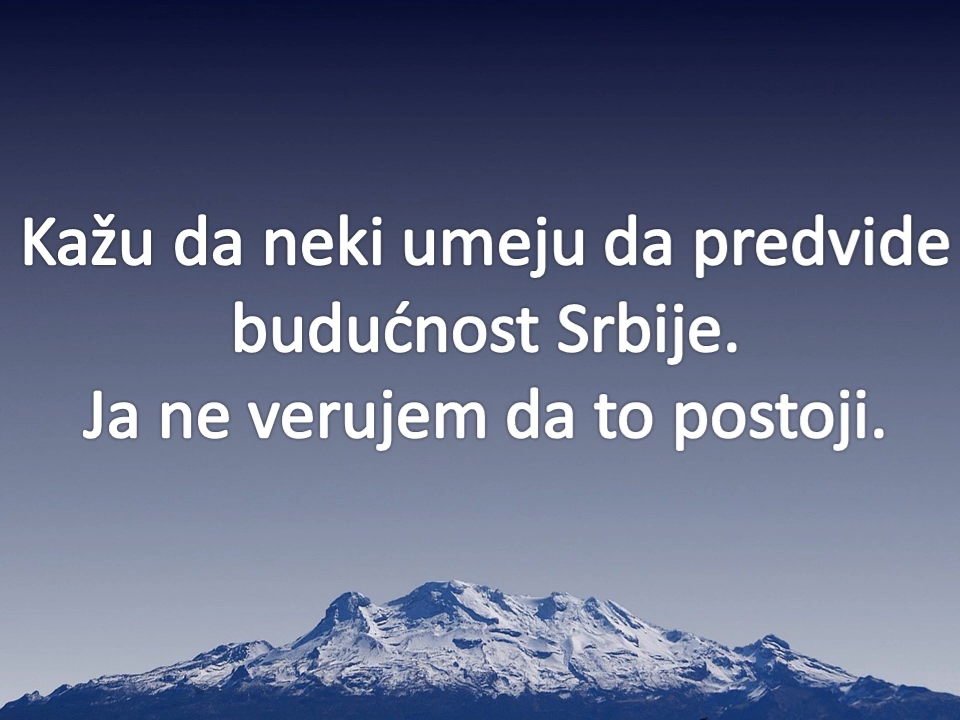 Kažu da neki umeju da predvide
budućnost Srbije.
Ja ne verujem da to postoji.